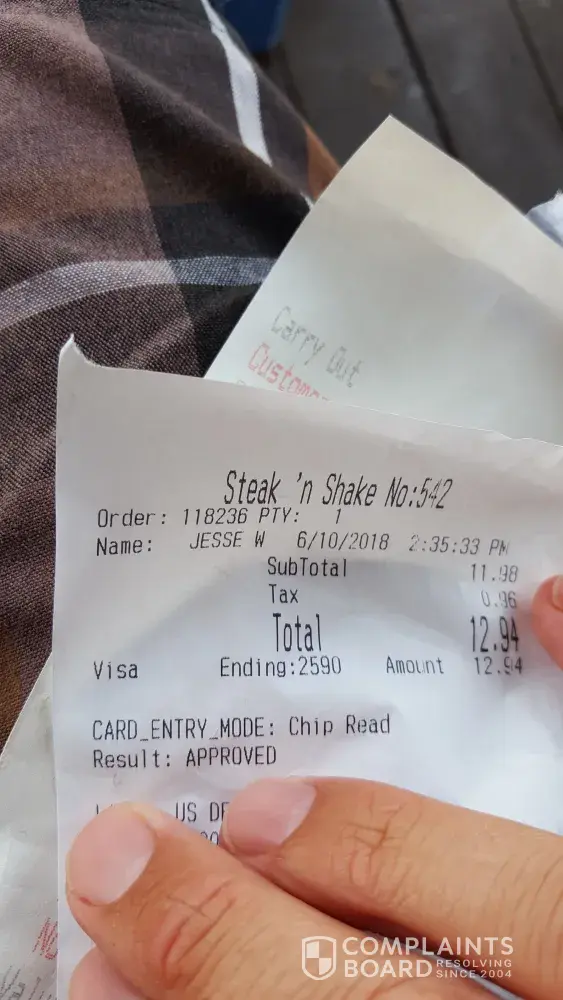 Carry Out
Steak 'n Shake No:542
Order: 118236 PTY: 1
Name: JESSE W 6/10/2018 2:35:33 PM
SubTotal 11.98
Tax 0.96
Total 12.94
Visa Ending:2590 Amount 12.94
CARD_ENTRY_MODE: Chip Read
Result: APPROVED
US
COMPLAINTS
BOARD RESOLVING
SINCE 2004